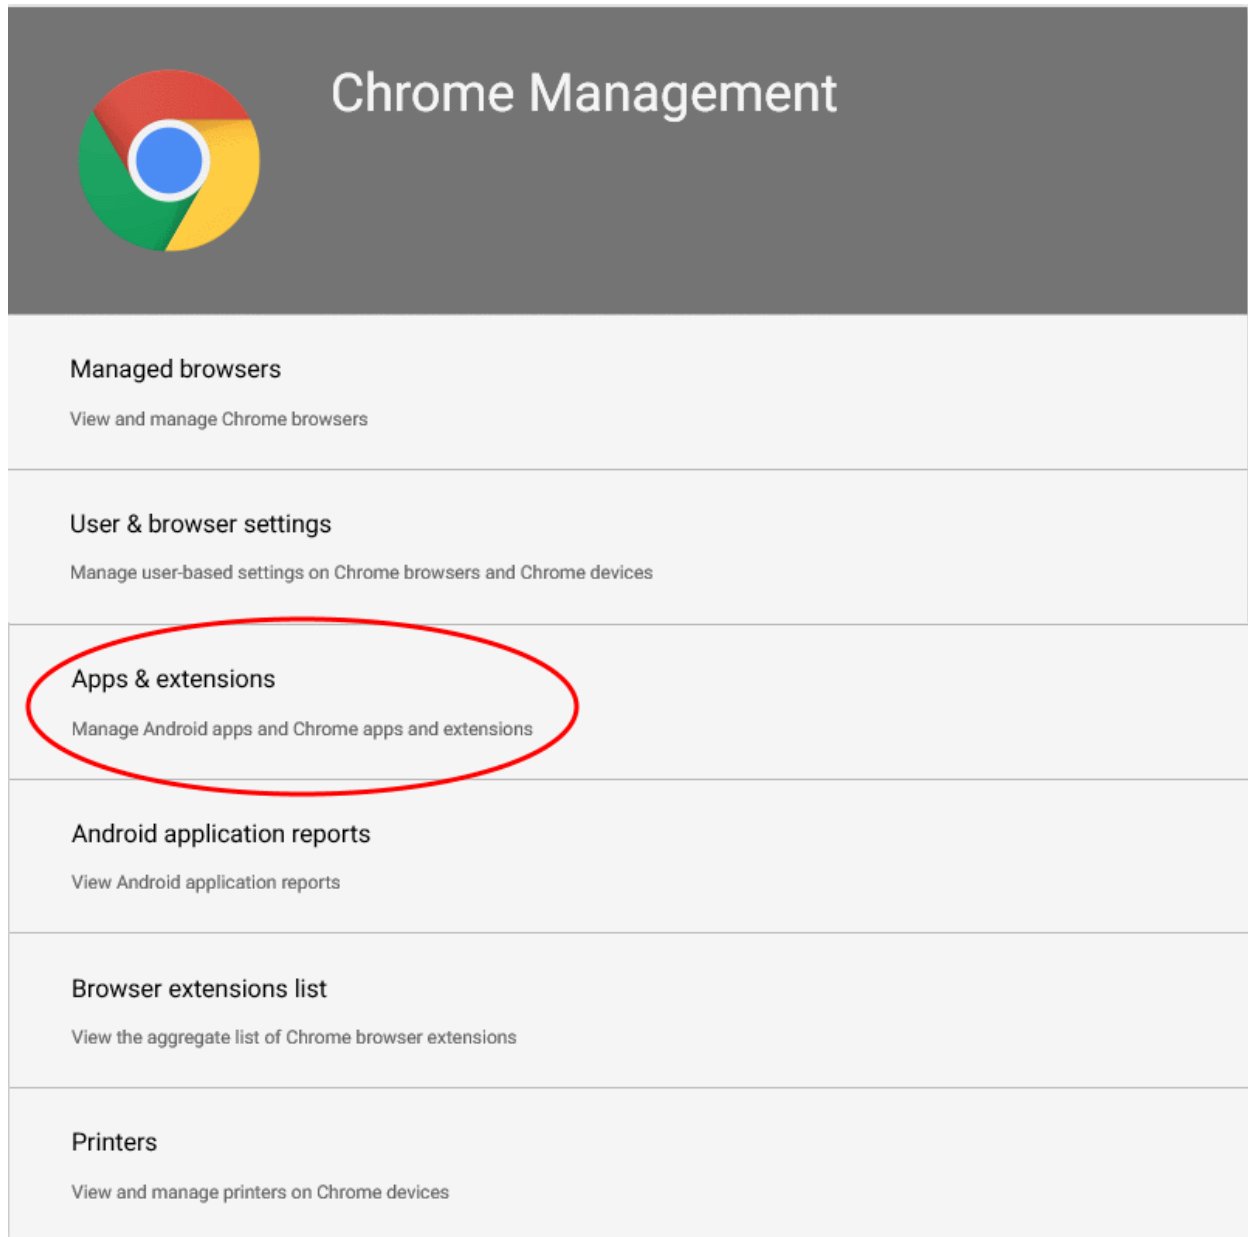 Chrome Management
Managed browsers
View and manage Chrome browsers
User & browser settings
Manage user-based settings on Chrome browsers and Chrome devices
Apps & extensions
Manage Android apps and Chrome apps and extensions
Android application reports
View Android application reports
Browser extensions list
View the aggregate list of Chrome browser extensions
Printers
View and manage printers on Chrome devices